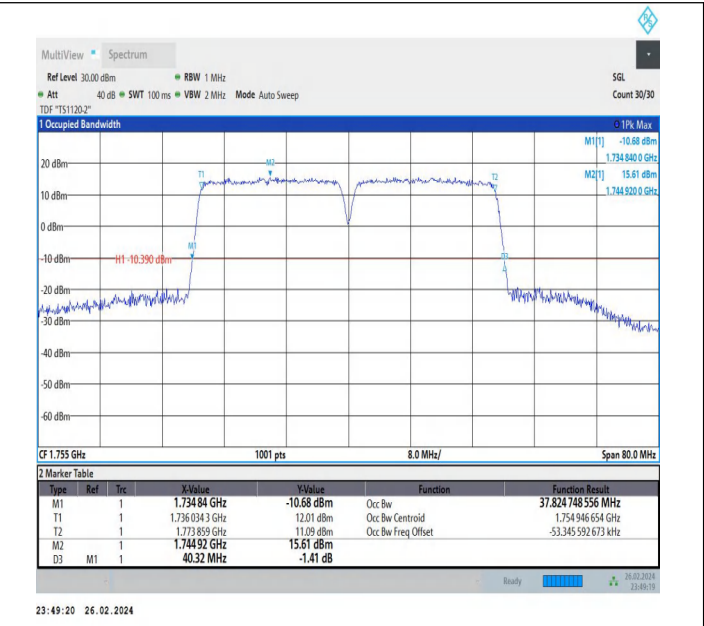 R S
MultiView Spectrum
Ref Level 30.00 dBm RBW 1 MHz SGL
Att 40 dB SWT 100 ms VBW 2 MHz Mode Auto Sweep Count 30/30
TDF "TS1120-2"
1 Occupied Bandwidth 1Pk Max
M1[1] -10.68 dBm
1.734 840 0 GHz
M2[1] 15.61 dBm
1.744 920 0 GHz
20 dBm
M2
T1 T2
10 dBm
0 dBm
M1
-10 dBm H1 -10.390 dBm D3
-20 dBm
-30 dBm
-40 dBm
-50 dBm
-60 dBm
CF 1.755 GHz 1001 pts 8.0 MHz/ Span 80.0 MHz
2 Marker Table
Type Ref Trc X-Value Y-Value Function Function Result
M1 1 1.734 84 GHz -10.68 dBm Occ Bw 37.824 748 556 MHz
T1 1 1.736 034 3 GHz 12.01 dBm Occ Bw Centroid 1.754 946 654 GHz
T2 1 1.773 859 GHz 11.09 dBm Occ Bw Freq Offset -53.345 592 673 kHz
M2 1 1.744 92 GHz 15.61 dBm
D3 M1 1 40.32 MHz -1.41 dB
Ready 26.02.2024
23:49:19
23:49:20 26.02.2024